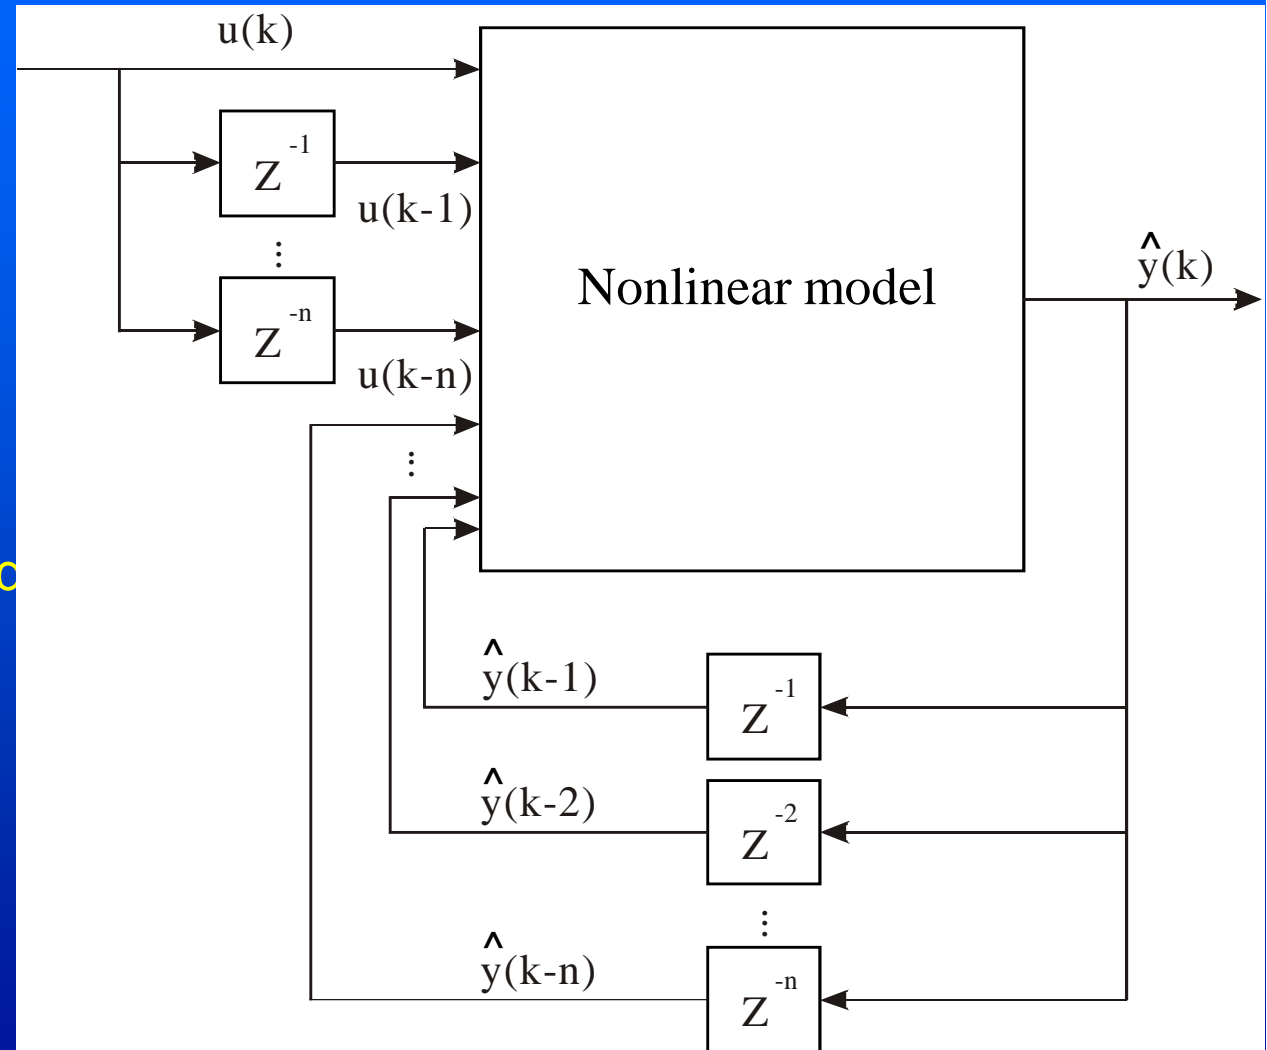 u(k)
Z⁻¹
u(k-1)
⋮
Z⁻ⁿ
u(k-n)
⋮
Nonlinear model
ŷ(k)
ŷ(k-1)
Z⁻¹
ŷ(k-2)
Z⁻²
⋮
ŷ(k-n)
Z⁻ⁿ